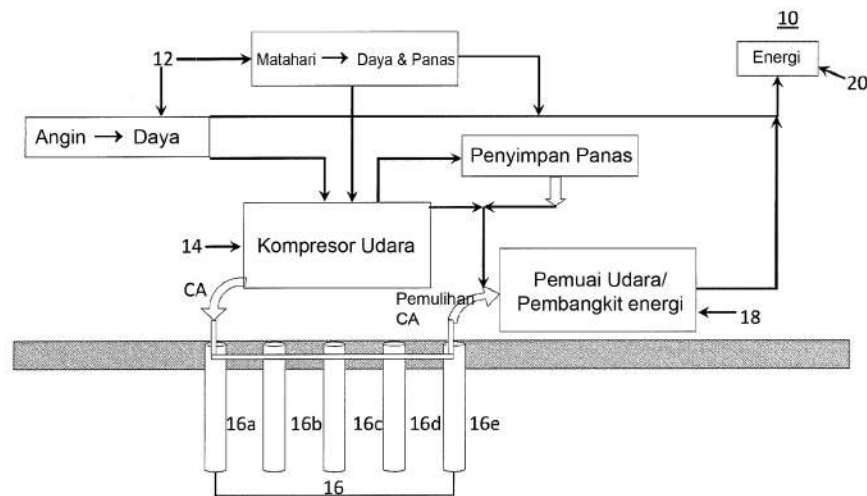 10
12
Matahari → Daya & Panas
Energi
20
Angin → Daya
Penyimpan Panas
14
Kompresor Udara
CA
Pemulihan
CA
Pemuai Udara/
Pembangkit energi
18
16a
16b
16c
16d
16e
16